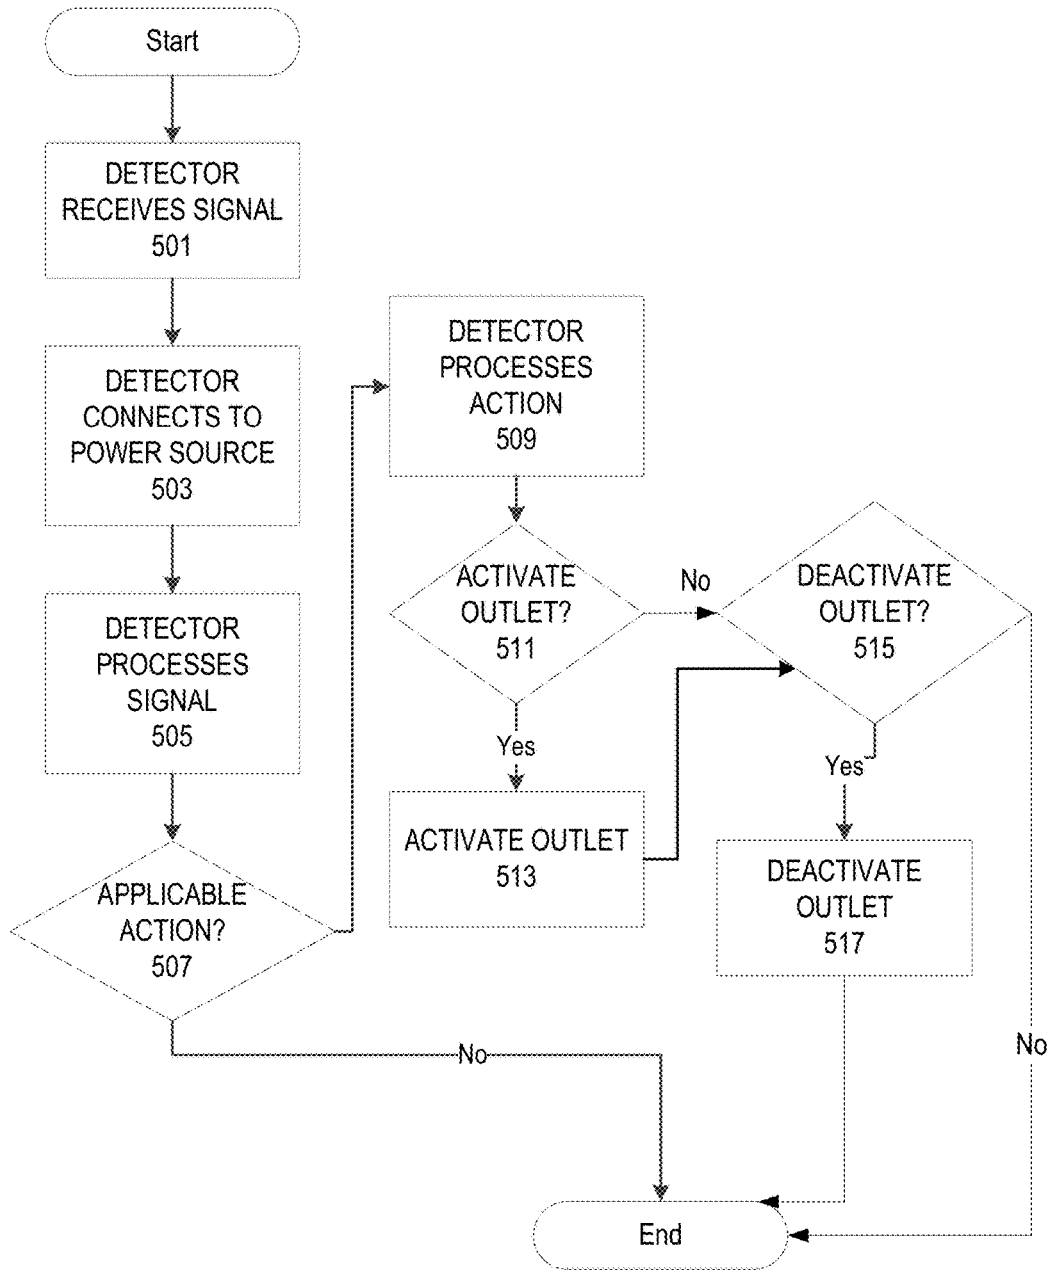 Start
DETECTOR
RECEIVES SIGNAL
501
DETECTOR
CONNECTS TO
POWER SOURCE
503
DETECTOR
PROCESSES
SIGNAL
505
APPLICABLE
ACTION?
507
No
DETECTOR
PROCESSES
ACTION
509
ACTIVATE
OUTLET?
511
No
Yes
ACTIVATE OUTLET
513
DEACTIVATE
OUTLET?
515
Yes
DEACTIVATE
OUTLET
517
No
End